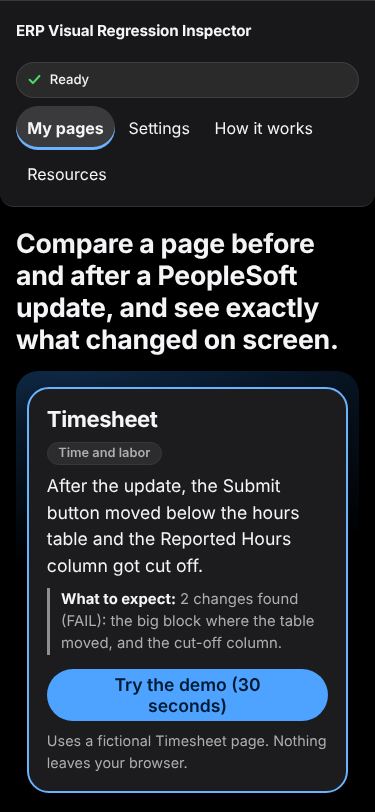 ERP Visual Regression Inspector
Ready
My pages Settings How it works
Resources
Compare a page before
and after a PeopleSoft
update, and see exactly
what changed on screen.
Timesheet
Time and labor
After the update, the Submit
button moved below the hours
table and the Reported Hours
column got cut off.
What to expect: 2 changes found
(FAIL): the big block where the table
moved, and the cut-off column.
Try the demo (30
seconds)
Uses a fictional Timesheet page. Nothing
leaves your browser.